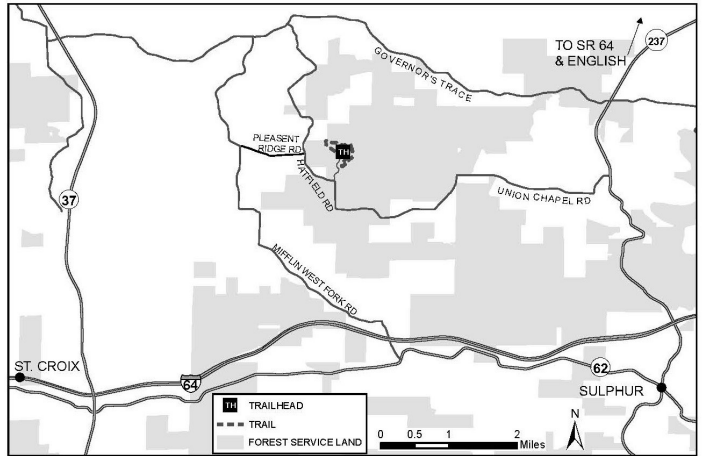 TO SR 64
& ENGLISH
237
GOVERNOR'S TRACE
PLEASENT
RIDGE RD
TH
HATFIELD RD
37
UNION CHAPEL RD
MIFFLIN WEST FORK RD
ST. CROIX
64
62
SULPHUR
TH TRAILHEAD
TRAIL
FOREST SERVICE LAND
0 0.5 1 2
Miles
N